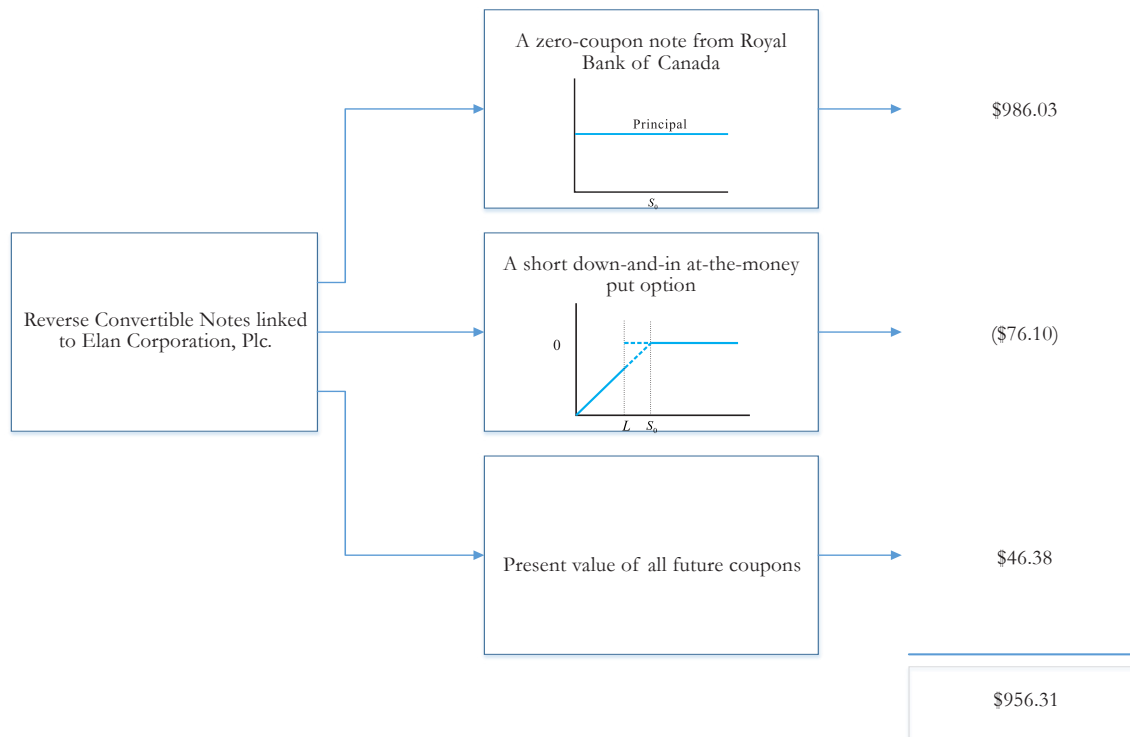 A zero-coupon note from Royal
Bank of Canada
Principal
S₀
$986.03
Reverse Convertible Notes linked
to Elan Corporation, Plc.
A short down-and-in at-the-money
put option
0
L S₀
($76.10)
Present value of all future coupons
$46.38
$956.31